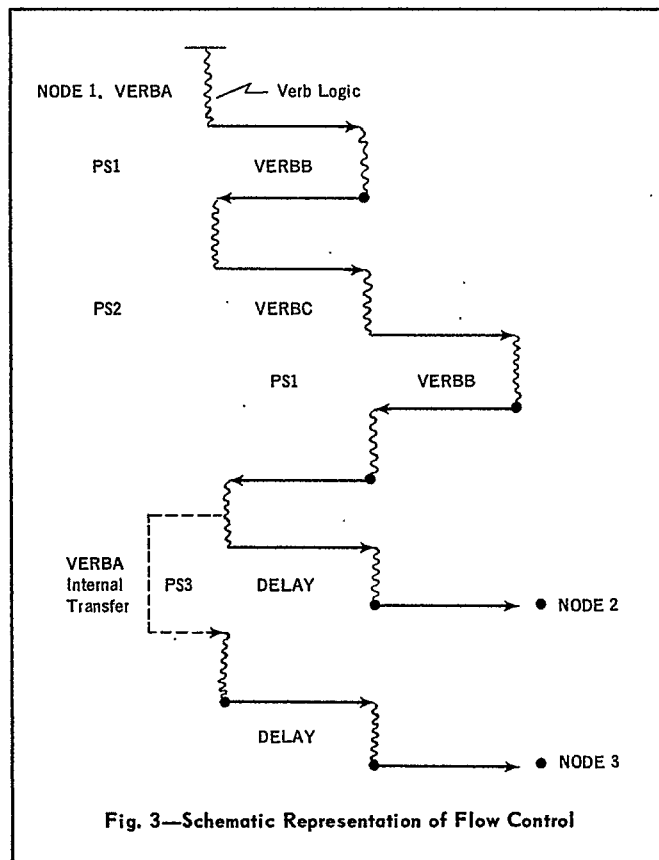 NODE 1. VERBA
Verb Logic
PS1
VERBB
PS2
VERBC
PS1
VERBB
VERBA
Internal
Transfer
PS3
DELAY
NODE 2
DELAY
NODE 3
Fig. 3—Schematic Representation of Flow Control